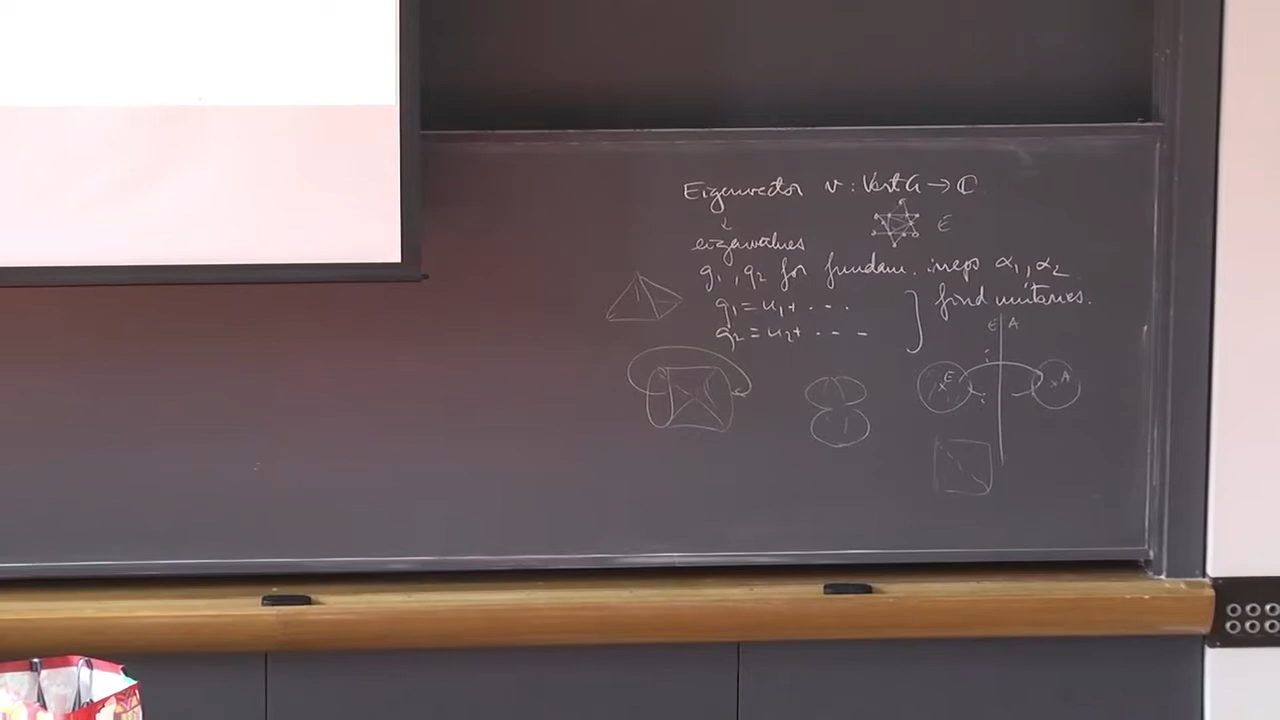 Eigenvector v : Vert G → ℂ
E
eigenvalues
g₁, g₂ for fundam. irreps α₁, α₂
g₁ = u₁ + · · ·
g₂ = u₂ + · · · } find unitaries.
E | A
i
E A
i